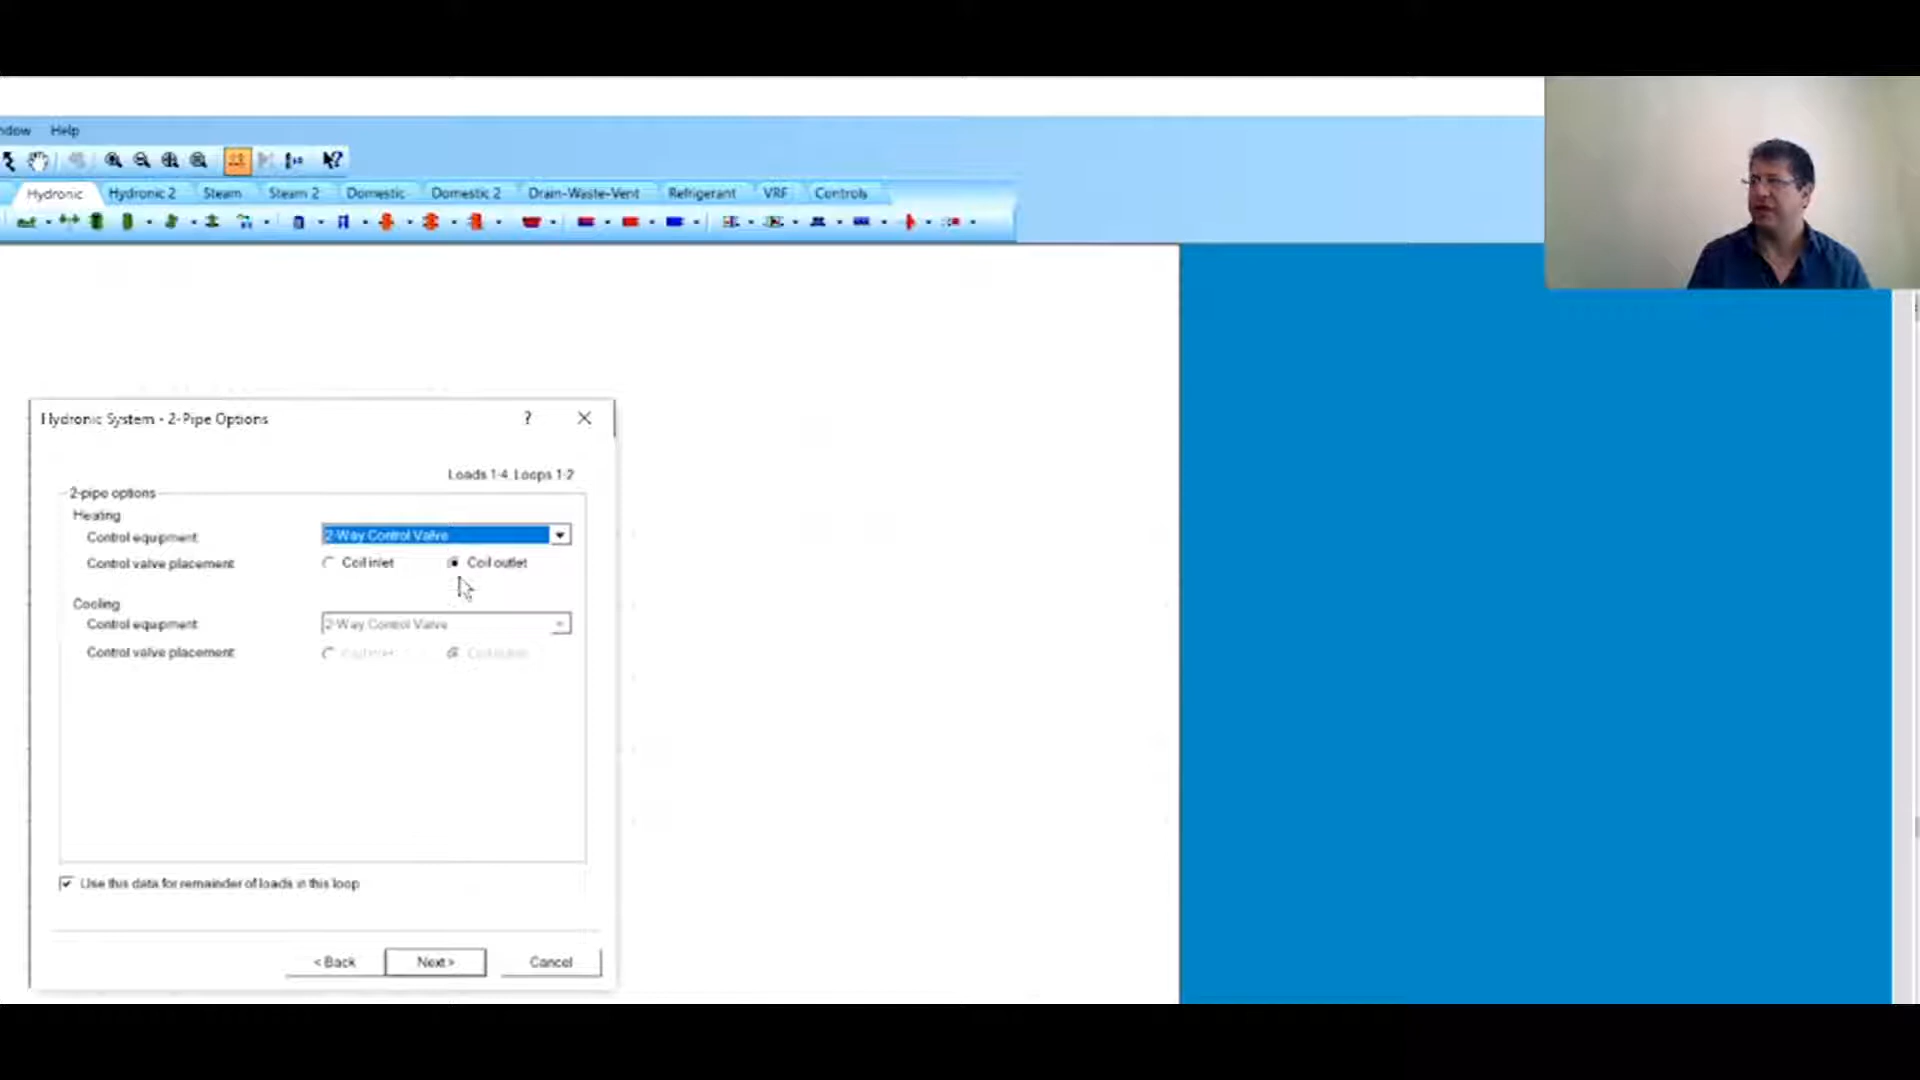 Help
Hydronic Hydronic 2 Steam Steam 2 Domestic Domestic 2 Drain-Waste-Vent Refrigerant VRF Controls
Hydronic System - 2-Pipe Options ?
Loads 1-4, Loops 1-2
2-pipe options
Heating
Control equipment: 2-Way Control Valve
Control valve placement: Coil inlet Coil outlet
Cooling
Control equipment: 2-Way Control Valve
Control valve placement:
Use this data for remainder of loads in this loop
< Back Next > Cancel